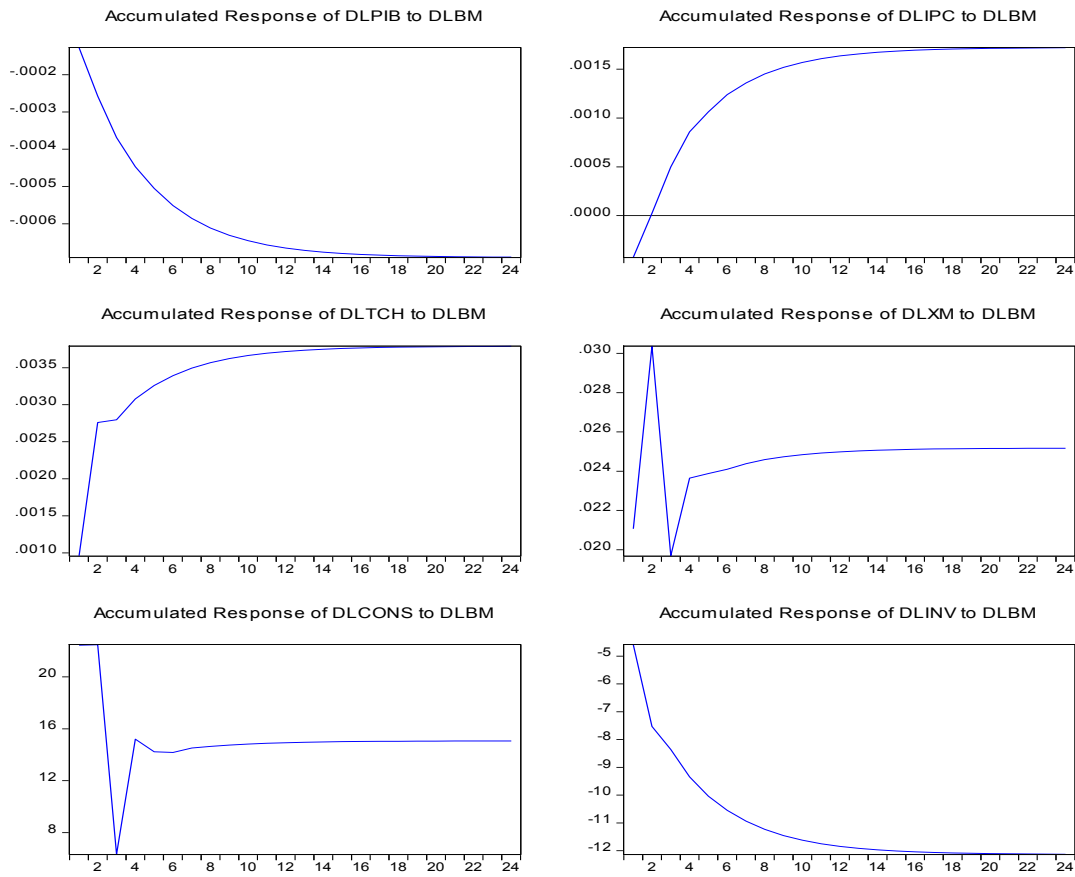 Accumulated Response of DLPIB to DLBM
-.0002
-.0003
-.0004
-.0005
-.0006
2 4 6 8 10 12 14 16 18 20 22 24
Accumulated Response of DLIPC to DLBM
.0015
.0010
.0005
.0000
2 4 6 8 10 12 14 16 18 20 22 24
Accumulated Response of DLTCH to DLBM
.0035
.0030
.0025
.0020
.0015
.0010
2 4 6 8 10 12 14 16 18 20 22 24
Accumulated Response of DLXM to DLBM
.030
.028
.026
.024
.022
.020
2 4 6 8 10 12 14 16 18 20 22 24
Accumulated Response of DLCONS to DLBM
20
16
12
8
2 4 6 8 10 12 14 16 18 20 22 24
Accumulated Response of DLINV to DLBM
-5
-6
-7
-8
-9
-10
-11
-12
2 4 6 8 10 12 14 16 18 20 22 24